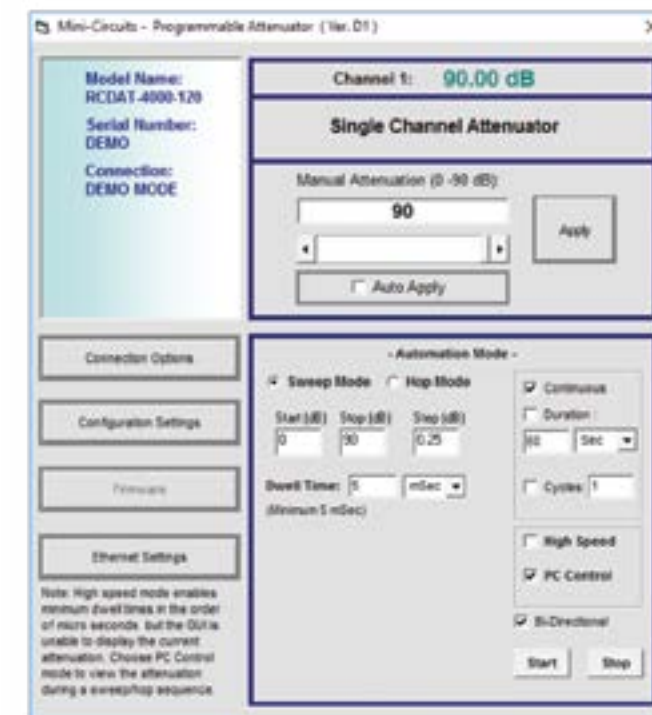 Mini-Circuits - Programmable Attenuator (Ver. D1)
Model Name:
RCDAT-4000-120
Serial Number:
DEMO
Connection:
DEMO MODE
Channel 1: 90.00 dB
Single Channel Attenuator
Manual Attenuation (0 -90 dB):
90
Apply
Auto Apply
Connection Options
Configuration Settings
Firmware
Ethernet Settings
Note: High speed mode enables
minimum dwell times in the order
of micro seconds, but the GUI is
unable to display the current
attenuation. Choose PC Control
mode to view the attenuation
during a sweep/hop sequence
- Automation Mode -
Sweep Mode Hop Mode
Start (dB) Stop (dB) Step (dB)
0 90 0.25
Dwell Time: 5 mSec
(Minimum 5 mSec)
Continuous
Duration :
60 Sec
Cycles 1
High Speed
PC Control
Bi-Directional
Start Stop